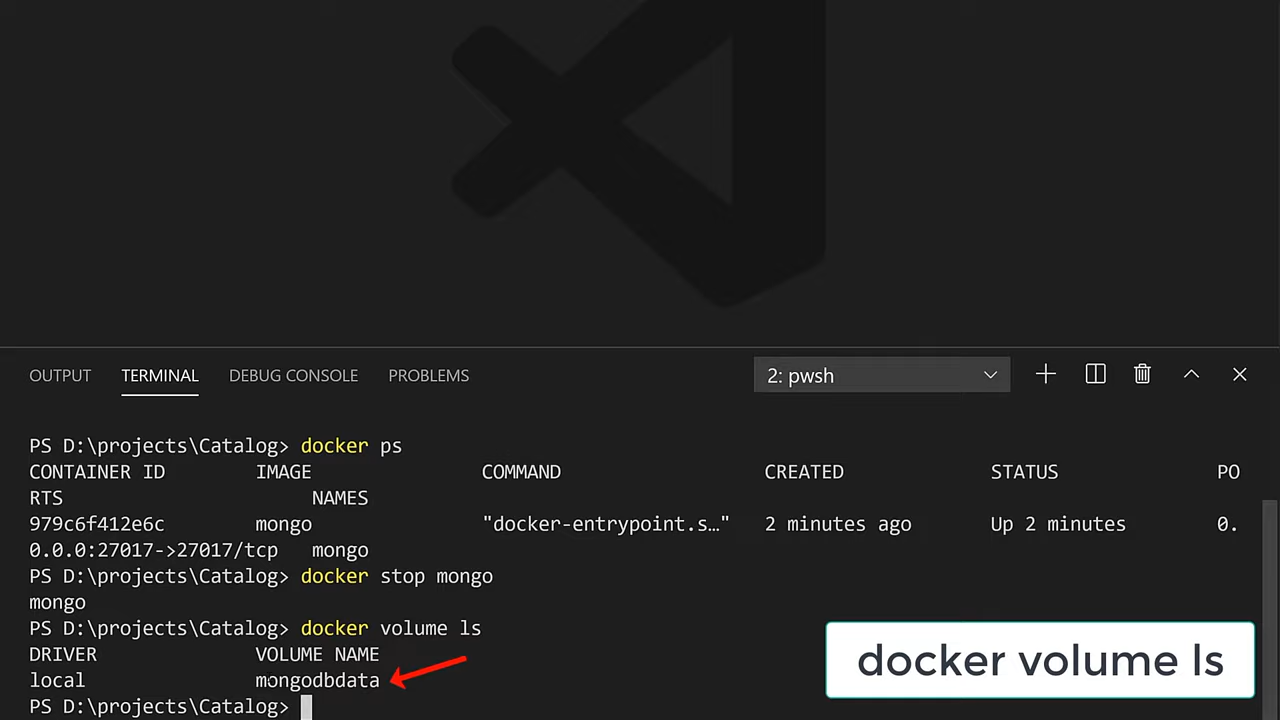 OUTPUT TERMINAL DEBUG CONSOLE PROBLEMS 2: pwsh
PS D:\projects\Catalog> docker ps
CONTAINER ID IMAGE COMMAND CREATED STATUS PO
RTS NAMES
979c6f412e6c mongo "docker-entrypoint.s…" 2 minutes ago Up 2 minutes 0.
0.0.0:27017->27017/tcp mongo
PS D:\projects\Catalog> docker stop mongo
mongo
PS D:\projects\Catalog> docker volume ls
DRIVER VOLUME NAME
local mongodbdata
PS D:\projects\Catalog>
docker volume ls